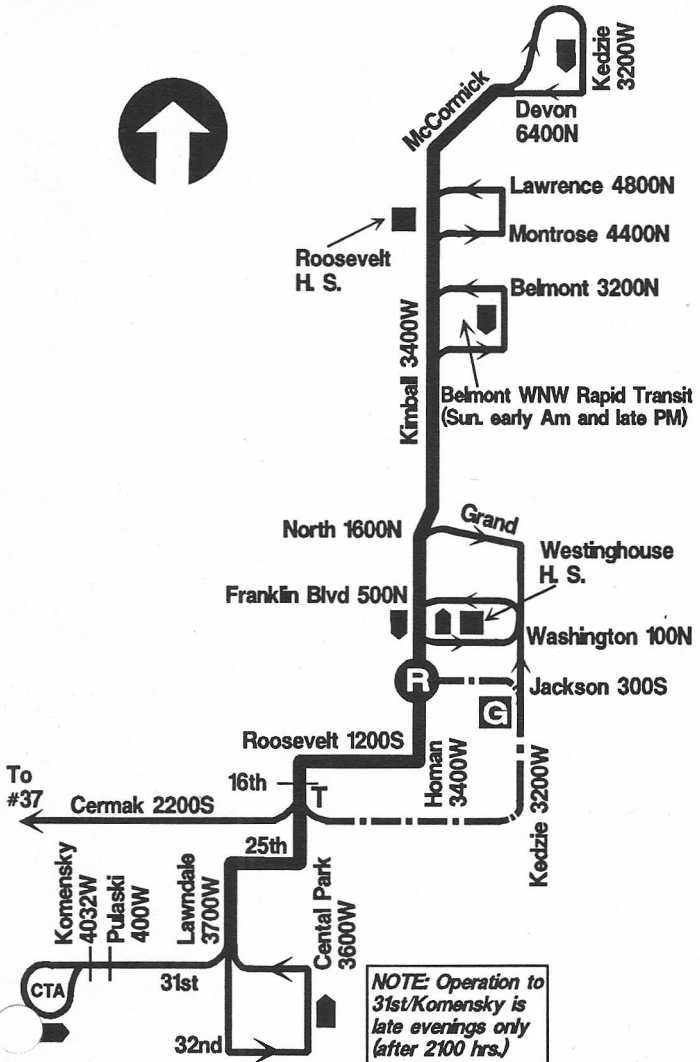 Kedzie
3200W
McCormick
Devon
6400N
Lawrence 4800N
Roosevelt
H. S.
Montrose 4400N
Belmont 3200N
Kimball 3400W
Belmont WNW Rapid Transit
(Sun. early Am and late PM)
North 1600N
Grand
Westinghouse
H. S.
Franklin Blvd 500N
Washington 100N
R
Jackson 300S
G
Roosevelt 1200S
Homan
3400W
Kedzie 3200W
To
#37
16th
T
Cermak 2200S
25th
Komensky
4032W
Pulaski
400W
Lawndale
3700W
Cental Park
3600W
CTA
31st
32nd
NOTE: Operation to
31st/Komensky is
late evenings only
(after 2100 hrs.)